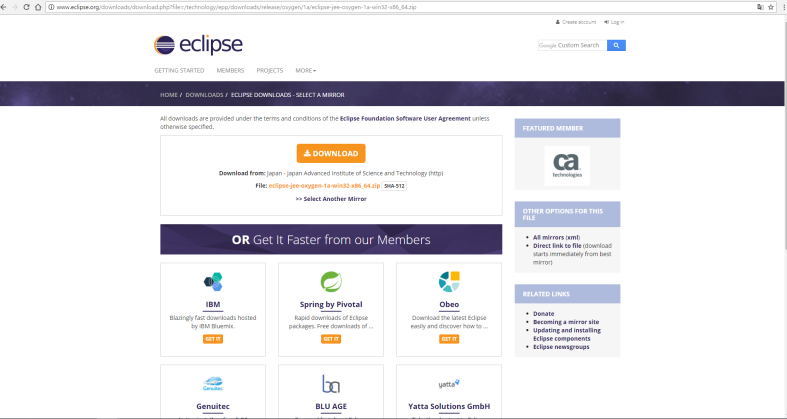 www.eclipse.org/downloads/download.php?file=/technology/epp/downloads/release/oxygen/1a/eclipse-jee-oxygen-1a-win32-x86_64.zip
Create account Log in
eclipse
Google Custom Search
GETTING STARTED MEMBERS PROJECTS MORE
HOME / DOWNLOADS / ECLIPSE DOWNLOADS - SELECT A MIRROR
All downloads are provided under the terms and conditions of the Eclipse Foundation Software User Agreement unless
otherwise specified.
DOWNLOAD
Download from: Japan - Japan Advanced Institute of Science and Technology (http)
File: eclipse-jee-oxygen-1a-win32-x86_64.zip SHA-512
>> Select Another Mirror
OR Get It Faster from our Members
IBM
Blazingly fast downloads hosted
by IBM Bluemix.
GET IT
Spring by Pivotal
Rapid downloads of Eclipse
packages. Free downloads of ...
GET IT
Obeo
Download the latest Eclipse
easily and discover how to ...
GET IT
Genuitec
Genuitec
ba
BLU AGE
yatta
Yatta Solutions GmbH
FEATURED MEMBER
ca
technologies
OTHER OPTIONS FOR THIS
FILE
All mirrors (xml)
Direct link to file (download
starts immediately from best
mirror)
RELATED LINKS
Donate
Becoming a mirror site
Updating and installing
Eclipse components
Eclipse newsgroups